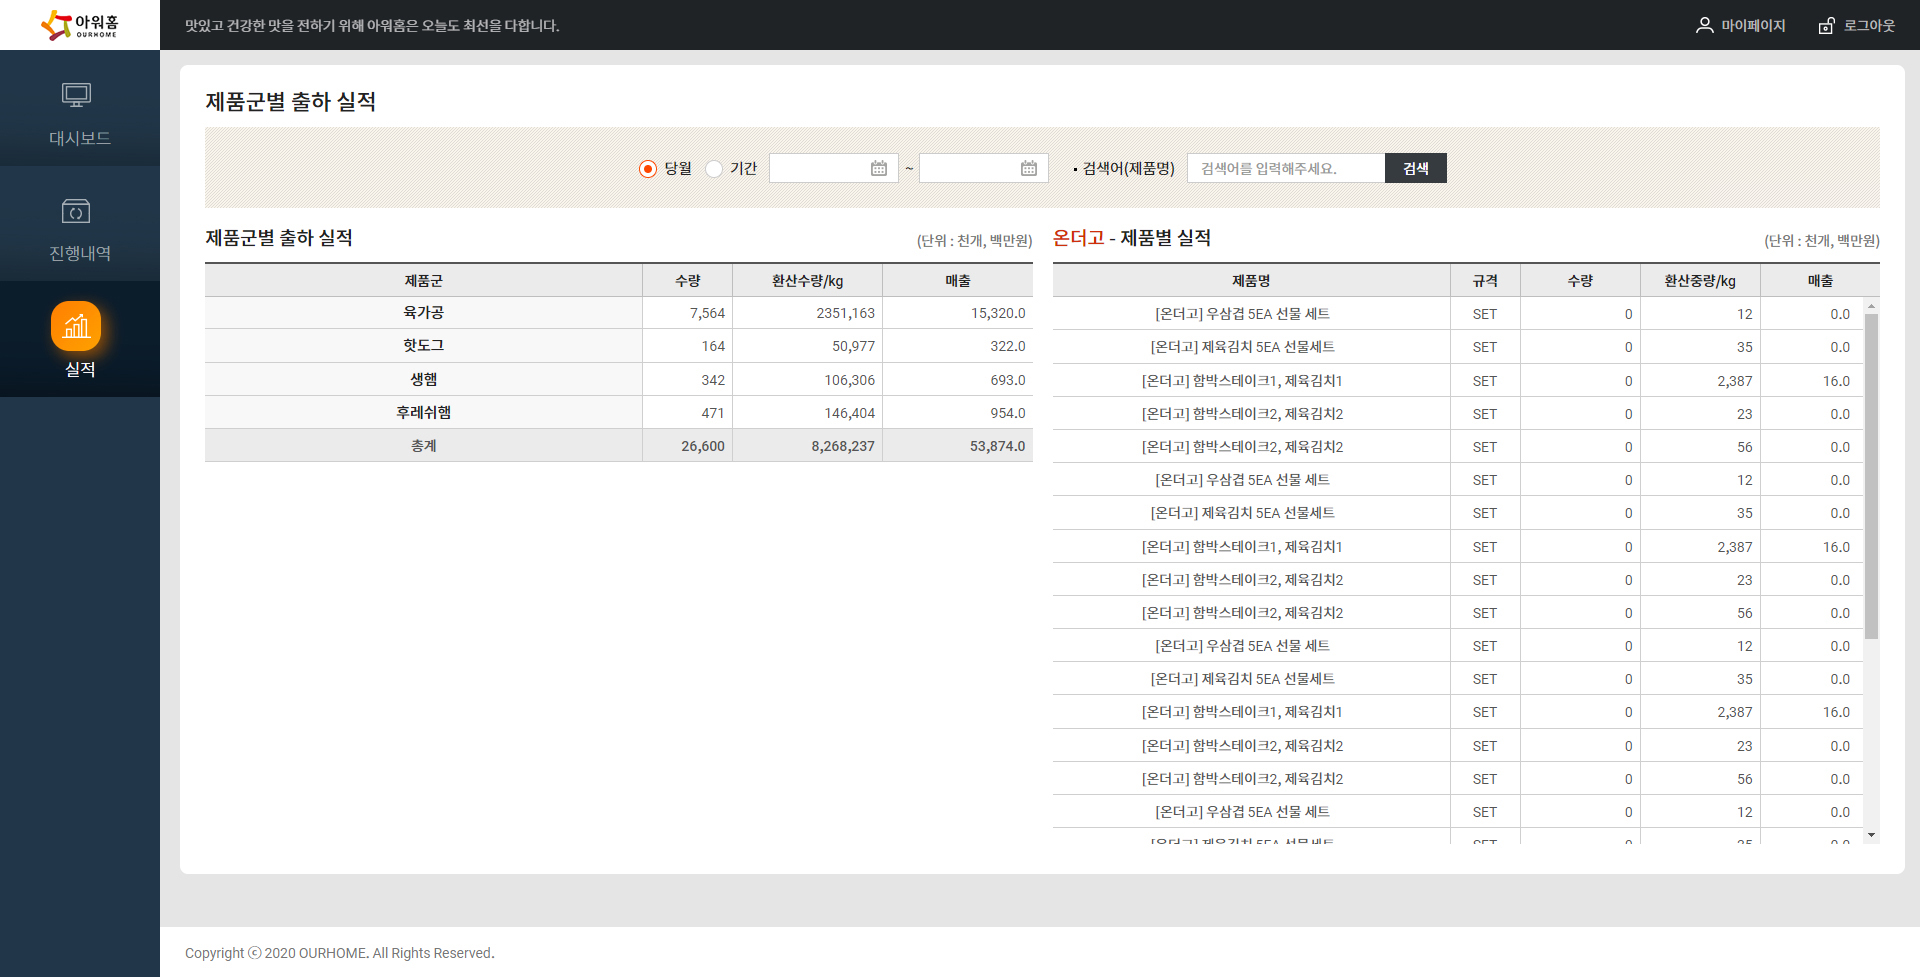 아워홈
OURHOME
맛있고 건강한 맛을 전하기 위해 아워홈은 오늘도 최선을 다합니다.
마이페이지 로그아웃
대시보드
진행내역
실적
제품군별 출하 실적
당월 기간 ~ 검색어(제품명) 검색어를 입력해주세요. 검색
제품군별 출하 실적 (단위 : 천개, 백만원)
제품군 수량 환산수량/kg 매출
육가공 7,564 2351,163 15,320.0
핫도그 164 50,977 322.0
생햄 342 106,306 693.0
후레쉬햄 471 146,404 954.0
총계 26,600 8,268,237 53,874.0
온더고 - 제품별 실적 (단위 : 천개, 백만원)
제품명 규격 수량 환산중량/kg 매출
[온더고] 우삼겹 5EA 선물 세트 SET 0 12 0.0
[온더고] 제육김치 5EA 선물세트 SET 0 35 0.0
[온더고] 함박스테이크1, 제육김치1 SET 0 2,387 16.0
[온더고] 함박스테이크2, 제육김치2 SET 0 23 0.0
[온더고] 함박스테이크2, 제육김치2 SET 0 56 0.0
[온더고] 우삼겹 5EA 선물 세트 SET 0 12 0.0
[온더고] 제육김치 5EA 선물세트 SET 0 35 0.0
[온더고] 함박스테이크1, 제육김치1 SET 0 2,387 16.0
[온더고] 함박스테이크2, 제육김치2 SET 0 23 0.0
[온더고] 함박스테이크2, 제육김치2 SET 0 56 0.0
[온더고] 우삼겹 5EA 선물 세트 SET 0 12 0.0
[온더고] 제육김치 5EA 선물세트 SET 0 35 0.0
[온더고] 함박스테이크1, 제육김치1 SET 0 2,387 16.0
[온더고] 함박스테이크2, 제육김치2 SET 0 23 0.0
[온더고] 함박스테이크2, 제육김치2 SET 0 56 0.0
[온더고] 우삼겹 5EA 선물 세트 SET 0 12 0.0
[온더고] 제육김치 5EA 선물세트 SET 0 35 0.0
Copyright ⓒ 2020 OURHOME. All Rights Reserved.